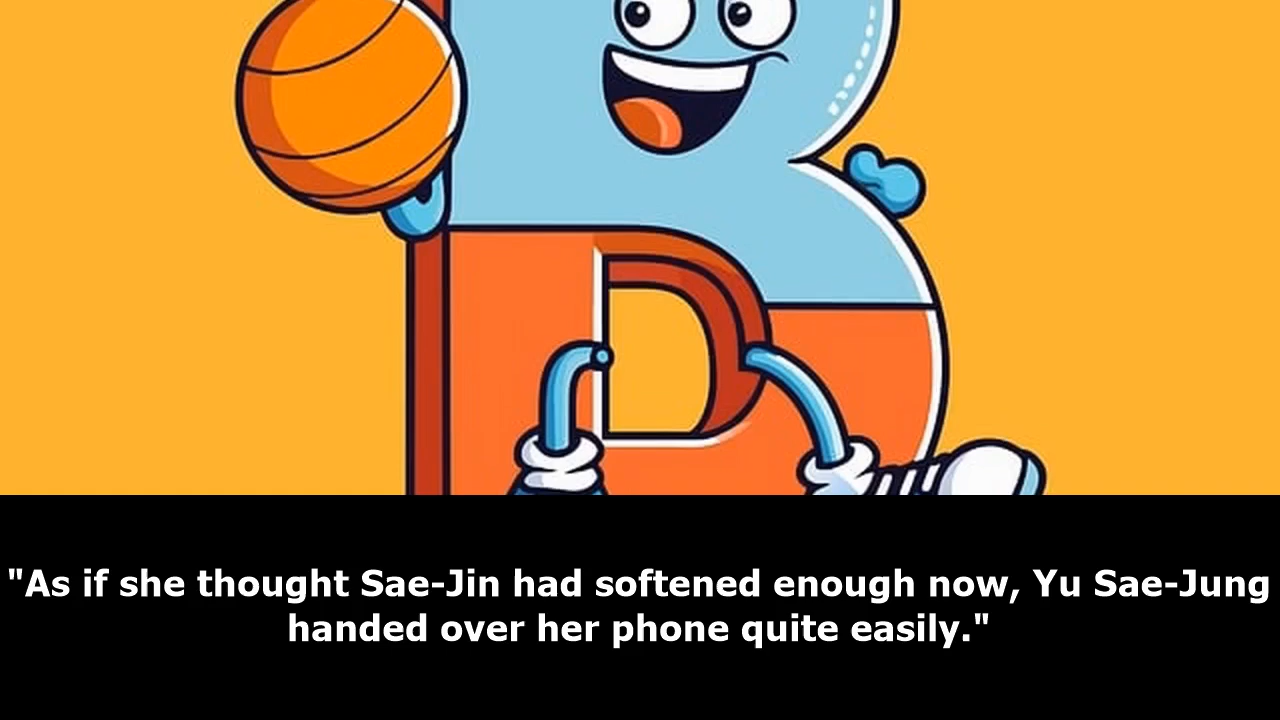 "As if she thought Sae-Jin had softened enough now, Yu Sae-Jung
handed over her phone quite easily."